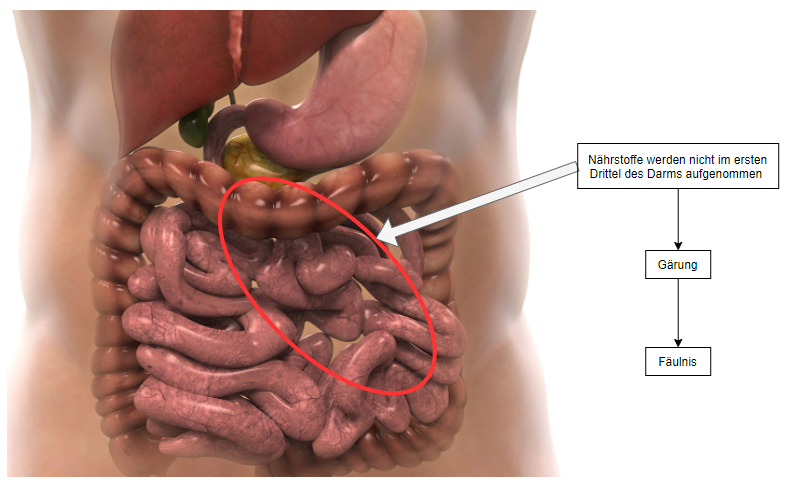 Nährstoffe werden nicht im ersten
Drittel des Darms aufgenommen
Gärung
Fäulnis